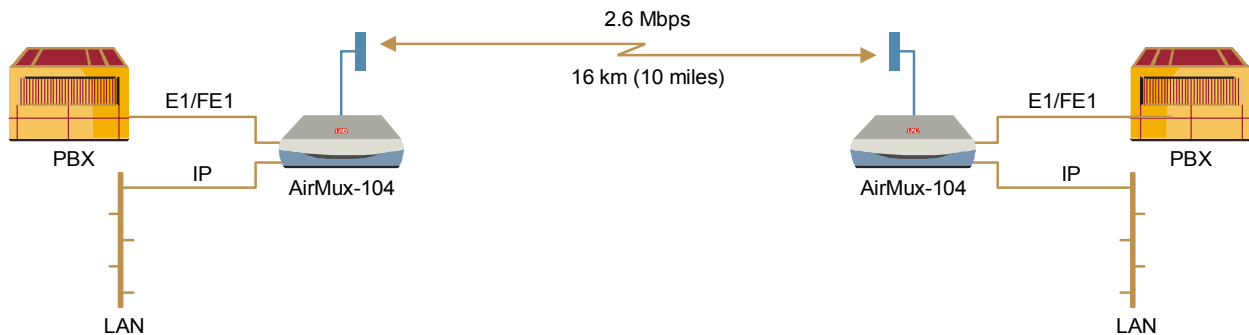 2.6 Mbps
16 km (10 miles)
E1/FE1
E1/FE1
PBX
PBX
IP
IP
AirMux-104
AirMux-104
LAN
LAN